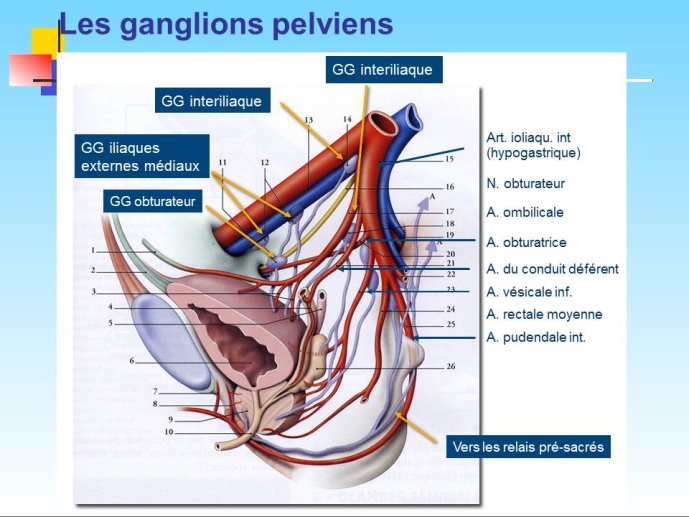 Les ganglions pelviens
GG interiliaque
GG interiliaque
GG iliaques
externes médiaux
GG obturateur
Art. ioliaqu. int
(hypogastrique)
N. obturateur
A. ombilicale
A. obturatrice
A. du conduit déférent
A. vésicale inf.
A. rectale moyenne
A. pudendale int.
Vers les relais pré-sacrés
11
12
13
14
15
16
A
17
18
19
A
20
21
22
23
24
25
26
1
2
3
4
5
6
7
8
9
10